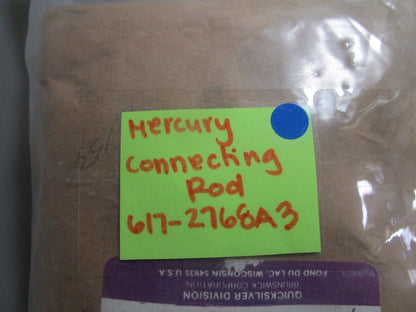 Mercury
Connecting
Rod
617-2768A3
FOND DU LAC, WISCONSIN 54935 U.S.A.
BRUNSWICK CORPORATION
QUICKSILVER DIVISION